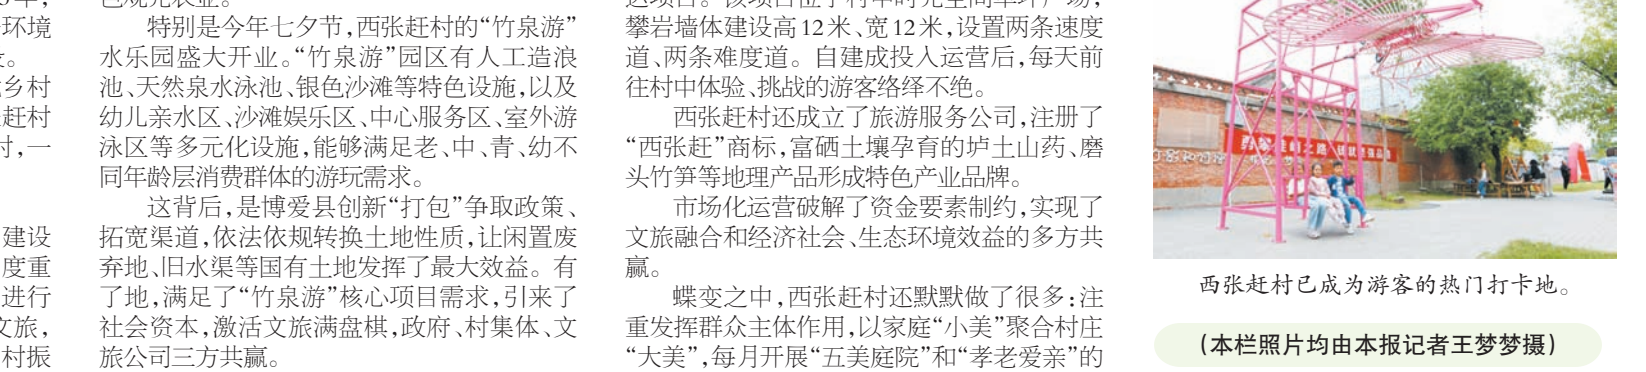 环境
。
乡村
赶村
村,一
建设
度重
进行
文旅,
村振
特别是今年七夕节,西张赶村的“竹泉游”
水乐园盛大开业。“竹泉游”园区有人工造浪
池、天然泉水泳池、银色沙滩等特色设施,以及
幼儿亲水区、沙滩娱乐区、中心服务区、室外游
泳区等多元化设施,能够满足老、中、青、幼不
同年龄层消费群体的游玩需求。
这背后,是博爱县创新“打包”争取政策、
拓宽渠道,依法依规转换土地性质,让闲置废
弃地、旧水渠等国有土地发挥了最大效益。有
了地,满足了“竹泉游”核心项目需求,引来了
社会资本,激活文旅满盘棋,政府、村集体、文
旅公司三方共赢。
攀岩墙体建设高12米、宽12米,设置两条速度
道、两条难度道。自建成投入运营后,每天前
往村中体验、挑战的游客络绎不绝。
西张赶村还成立了旅游服务公司,注册了
“西张赶”商标,富硒土壤孕育的垆土山药、磨
头竹笋等地理产品形成特色产业品牌。
市场化运营破解了资金要素制约,实现了
文旅融合和经济社会、生态环境效益的多方共
赢。
蝶变之中,西张赶村还默默做了很多:注
重发挥群众主体作用,以家庭“小美”聚合村庄
“大美”,每月开展“五美庭院”和“孝老爱亲”的
西张赶村已成为游客的热门打卡地。
(本栏照片均由本报记者王梦梦摄)